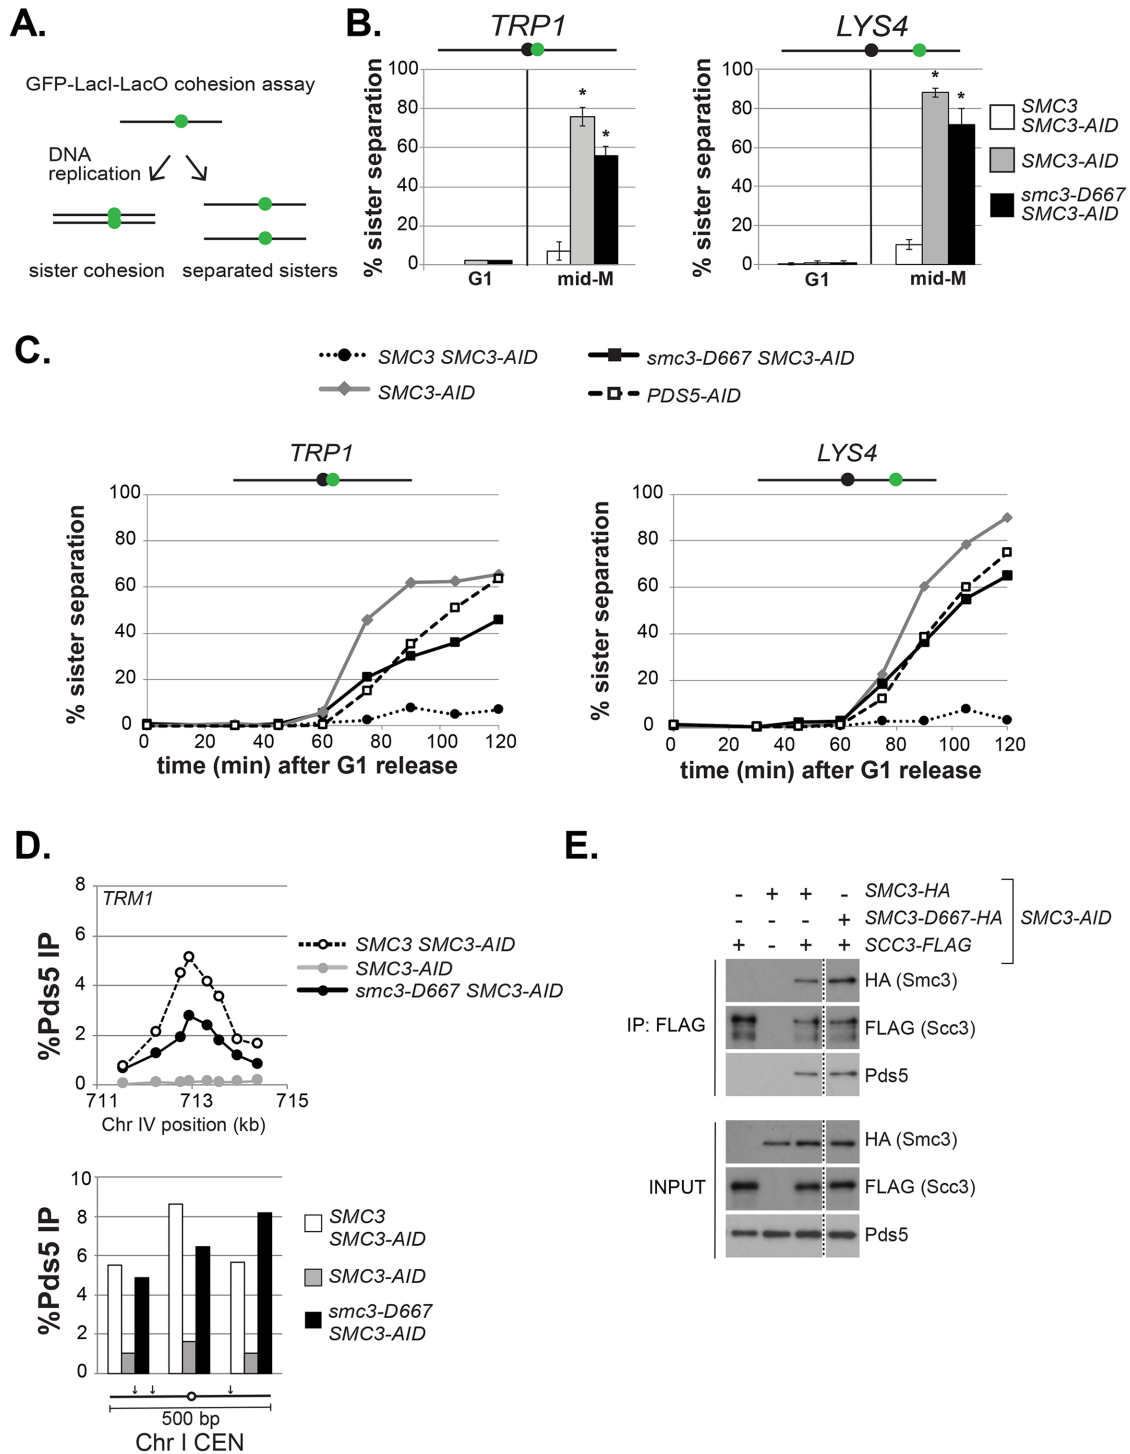 A.
GFP-LacI-LacO cohesion assay
DNA
replication
sister cohesion
separated sisters
B.
TRP1
% sister separation
100
80
60
40
20
0
*
*
G1
mid-M
LYS4
% sister separation
100
80
60
40
20
0
*
*
G1
mid-M
SMC3
SMC3-AID
SMC3-AID
smc3-D667
SMC3-AID
C.
SMC3 SMC3-AID
smc3-D667 SMC3-AID
SMC3-AID
PDS5-AID
TRP1
% sister separation
100
80
60
40
20
0
0 20 40 60 80 100 120
time (min) after G1 release
LYS4
% sister separation
100
80
60
40
20
0
0 20 40 60 80 100 120
time (min) after G1 release
D.
%Pds5 IP
8
6
4
2
0
TRM1
711 713 715
Chr IV position (kb)
SMC3 SMC3-AID
SMC3-AID
smc3-D667 SMC3-AID
%Pds5 IP
10
8
6
4
2
0
500 bp
Chr I CEN
SMC3
SMC3-AID
SMC3-AID
smc3-D667
SMC3-AID
E.
- + + - SMC3-HA
- - - + SMC3-D667-HA
+ - + + SCC3-FLAG
SMC3-AID
IP: FLAG
HA (Smc3)
FLAG (Scc3)
Pds5
INPUT
HA (Smc3)
FLAG (Scc3)
Pds5